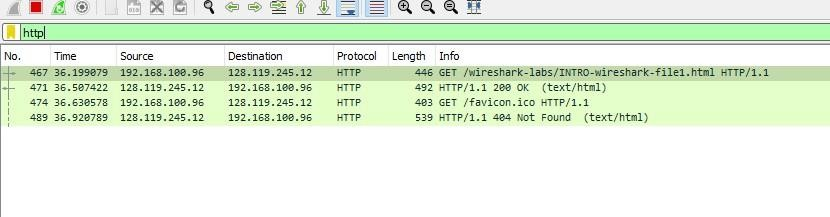 http
No. Time Source Destination Protocol Length Info
467 36.199079 192.168.100.96 128.119.245.12 HTTP 446 GET /wireshark-labs/INTRO-wireshark-file1.html HTTP/1.1
471 36.507422 128.119.245.12 192.168.100.96 HTTP 492 HTTP/1.1 200 OK (text/html)
474 36.630578 192.168.100.96 128.119.245.12 HTTP 403 GET /favicon.ico HTTP/1.1
489 36.920789 128.119.245.12 192.168.100.96 HTTP 539 HTTP/1.1 404 Not Found (text/html)